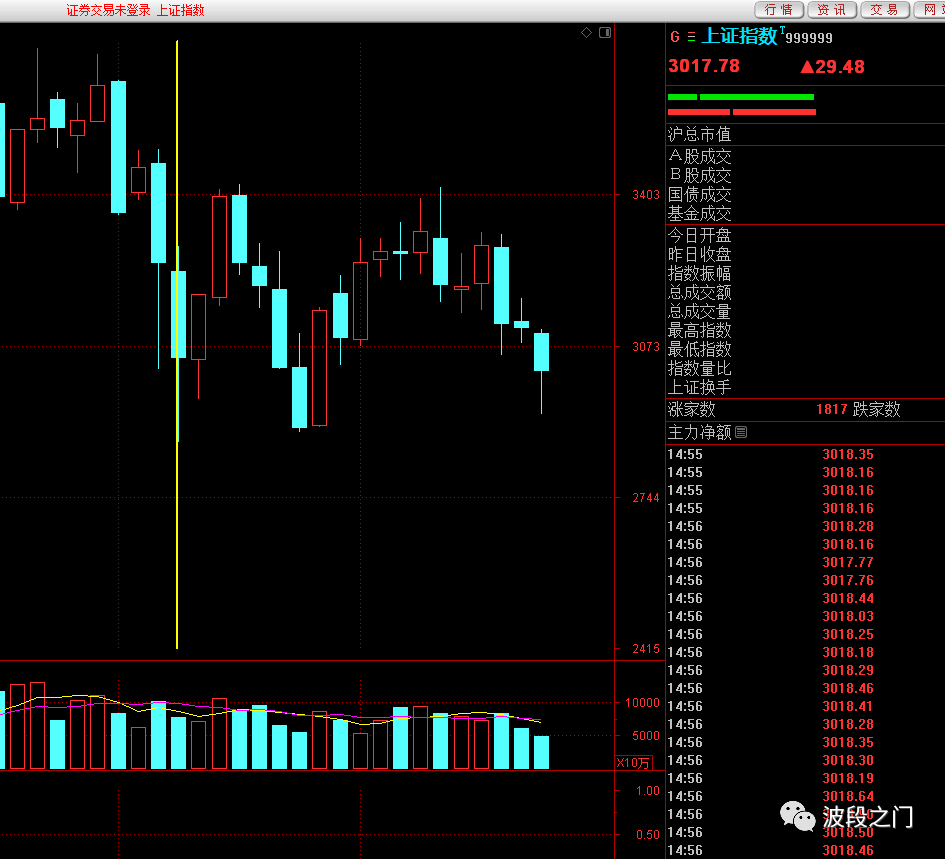 证券交易未登录 上证指数
行情 资讯 交易 网
G 上证指数 T 999999
3017.78 ▲29.48
沪总市值
A股成交
B股成交
国债成交
基金成交
今日开盘
昨日收盘
指数振幅
总成交额
总成交量
最高指数
最低指数
指数量比
上证换手
涨家数 1817 跌家数
主力净额
3403
3073
2744
2415
10000
5000
X10万
1.00
0.50
14:55 3018.35
14:55 3018.16
14:55 3018.16
14:55 3018.16
14:56 3018.28
14:56 3018.16
14:56 3017.77
14:56 3017.76
14:56 3018.44
14:56 3018.03
14:56 3018.25
14:56 3018.18
14:56 3018.29
14:56 3018.46
14:56 3018.41
14:56 3018.28
14:56 3018.35
14:56 3018.30
14:56 3018.19
14:56 3018.64
14:56
14:56 3018.50
14:56 3018.46
波段之门